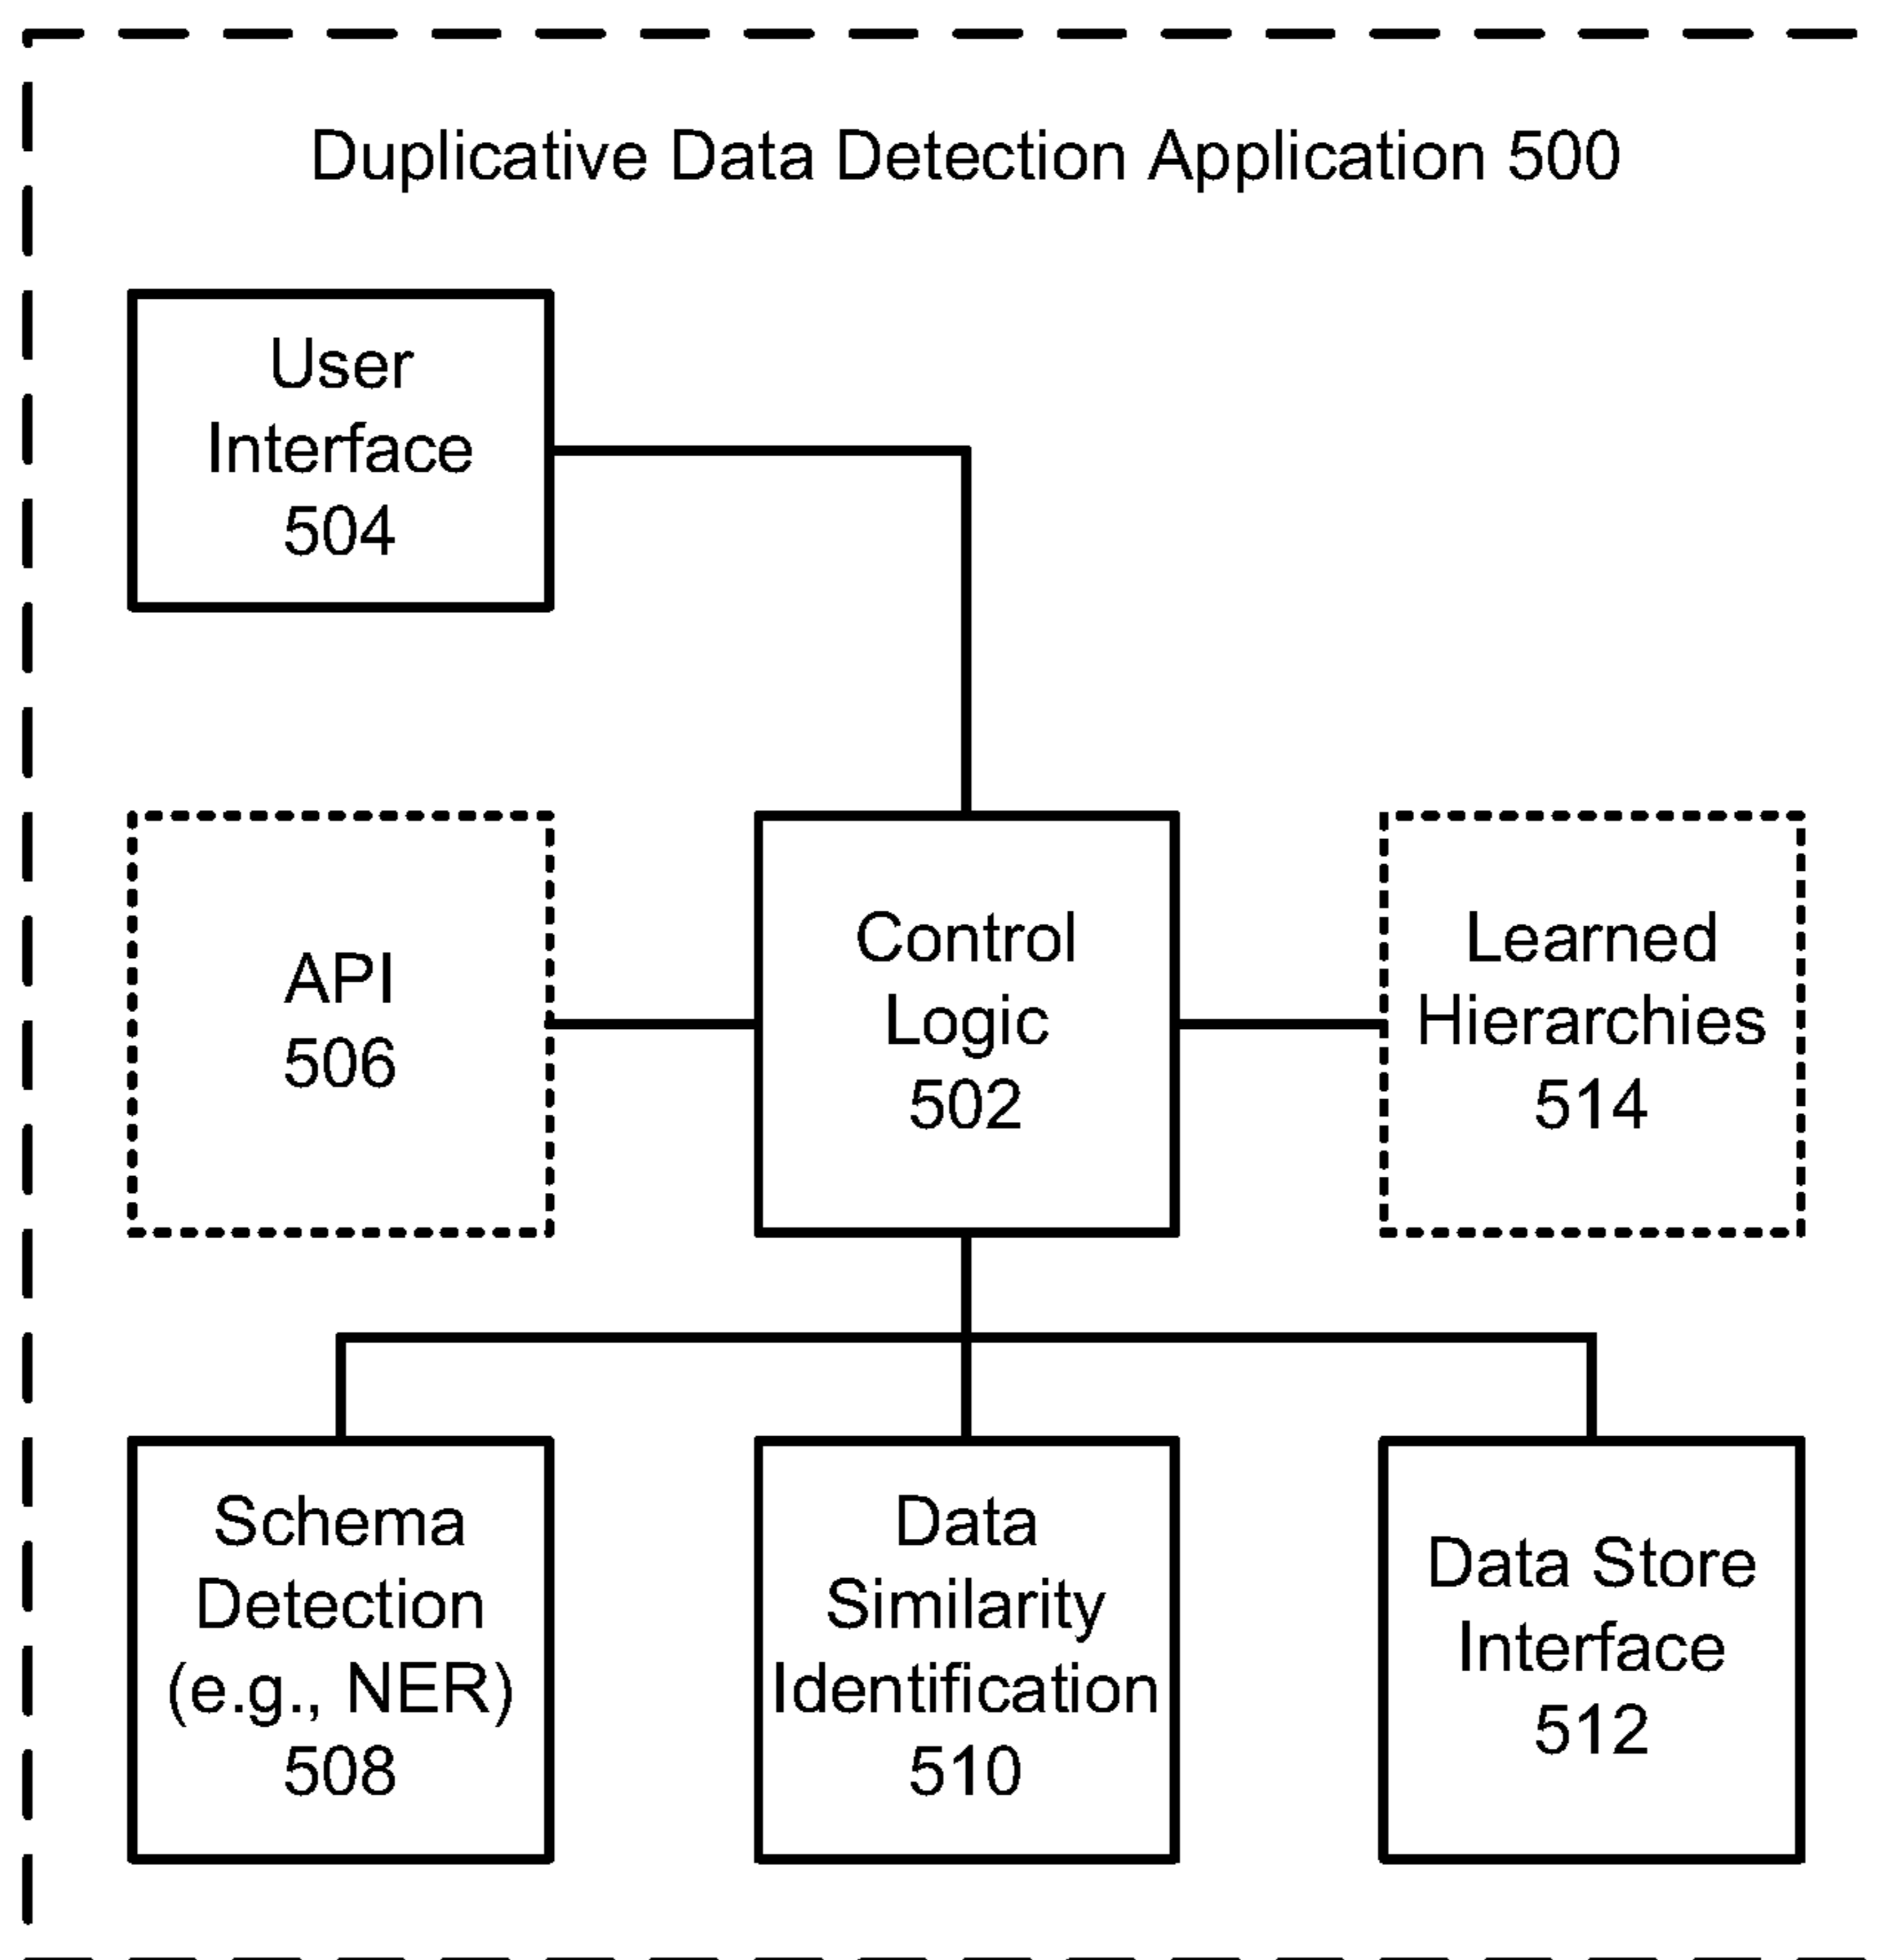 Duplicative Data Detection Application 500
User
Interface
504
API
506
Control
Logic
502
Learned
Hierarchies
514
Schema
Detection
(e.g., NER)
508
Data
Similarity
Identification
510
Data Store
Interface
512